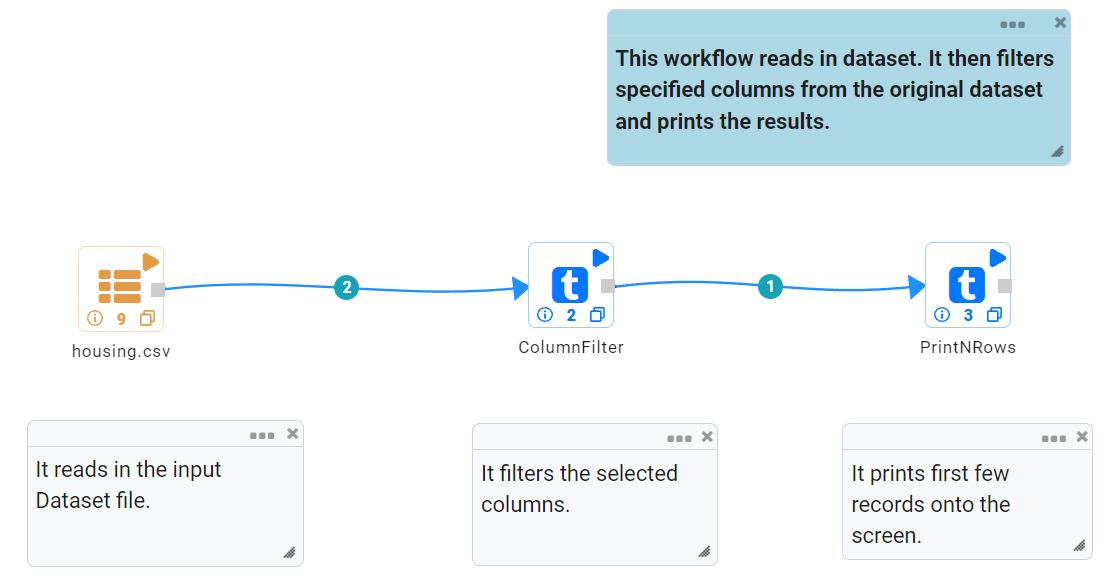 This workflow reads in dataset. It then filters
specified columns from the original dataset
and prints the results.
2
1
t
t
9
2
3
housing.csv
ColumnFilter
PrintNRows
It reads in the input
Dataset file.
It filters the selected
columns.
It prints first few
records onto the
screen.